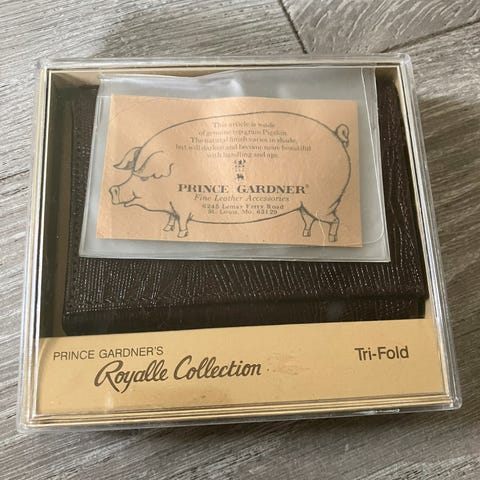 This article is made
of genuine top grain Pigskin.
The natural finish varies in shade,
but will darken and become more beautiful
with handling and age.
PRINCE GARDNER®
Fine Leather Accessories
6245 Lemay Ferry Road
St. Louis, Mo. 63129
PRINCE GARDNER'S
Royalle Collection
Tri-Fold